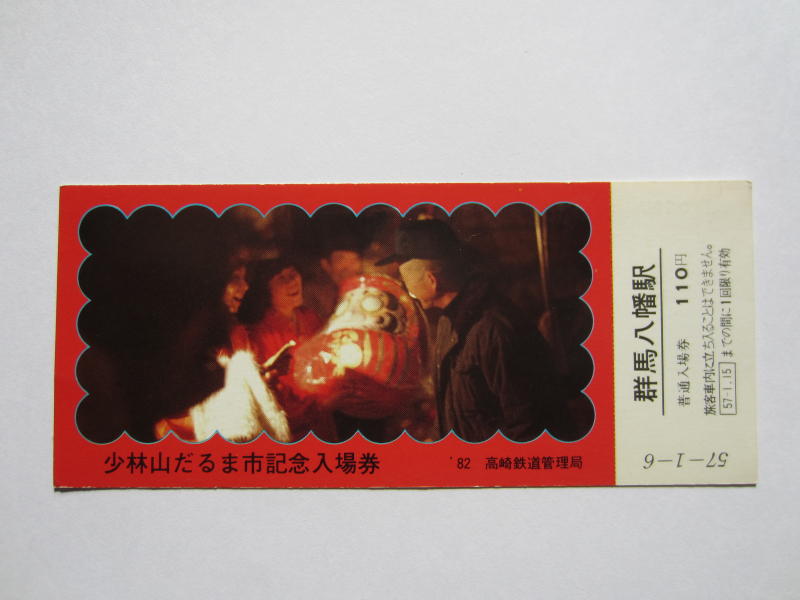 少林山だるま市記念入場券
'82 高崎鉄道管理局
群馬八幡駅
普通入場券 110円
旅客車内に立ち入ることはできません。
57.1.15 までの間に1回限り有効
57-1-6